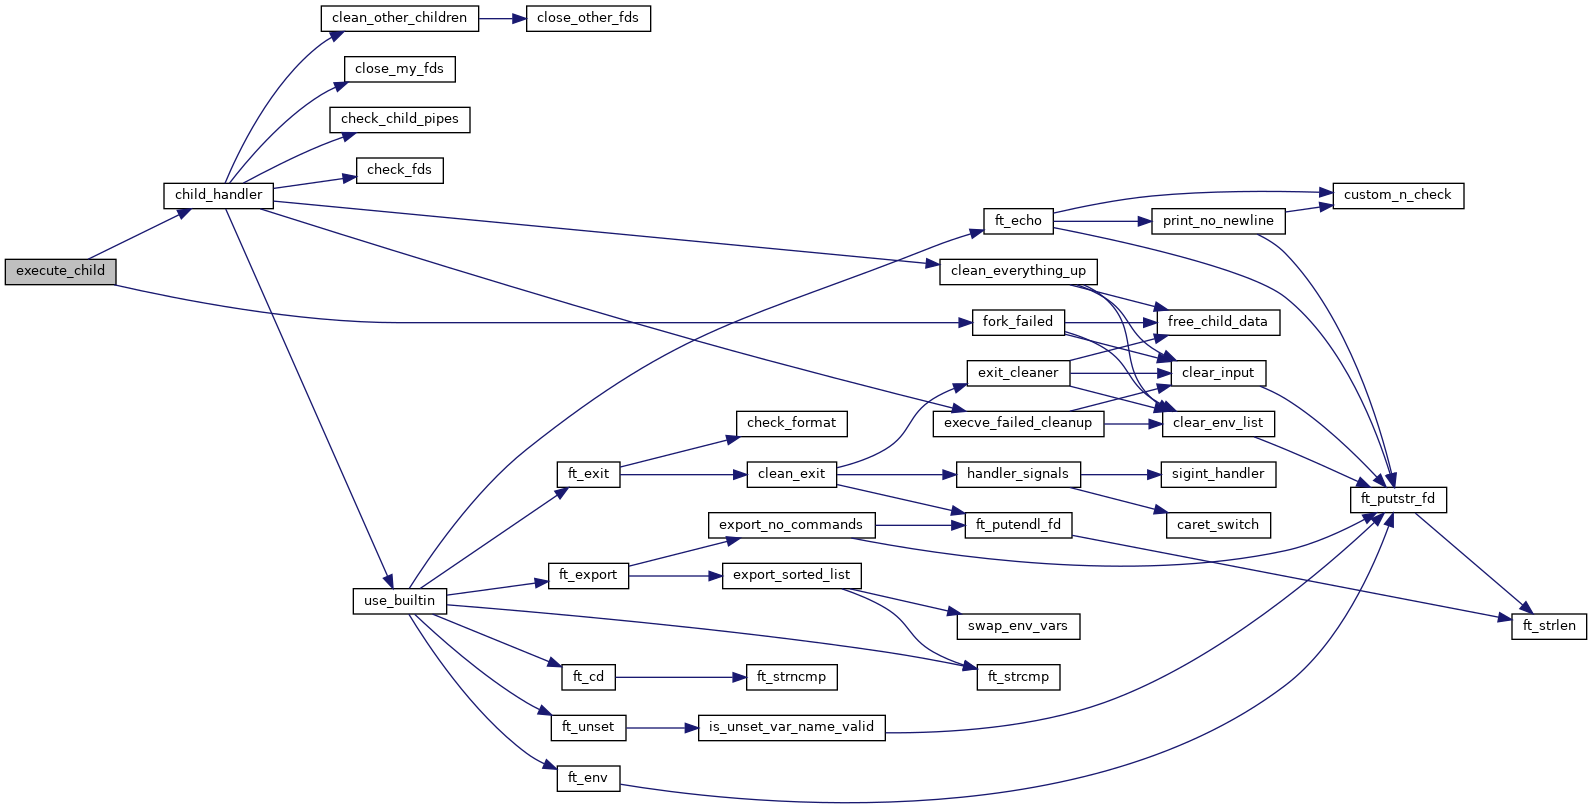 clean_other_children
close_other_fds
close_my_fds
check_child_pipes
check_fds
child_handler
custom_n_check
ft_echo
print_no_newline
execute_child
clean_everything_up
fork_failed
free_child_data
exit_cleaner
clear_input
check_format
execve_failed_cleanup
clear_env_list
ft_exit
clean_exit
handler_signals
sigint_handler
ft_putstr_fd
export_no_commands
ft_putendl_fd
caret_switch
ft_export
export_sorted_list
use_builtin
swap_env_vars
ft_strlen
ft_cd
ft_strncmp
ft_strcmp
ft_unset
is_unset_var_name_valid
ft_env